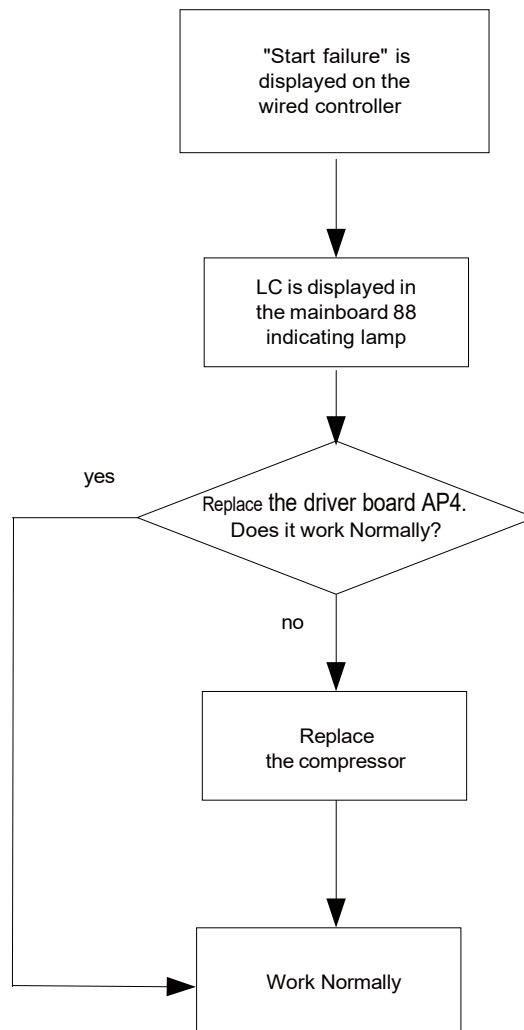 "Start failure" is
displayed on the
wired controller
LC is displayed in
the mainboard 88
indicating lamp
yes
Replace the driver board AP4.
Does it work Normally?
no
Replace
the compressor
Work Normally